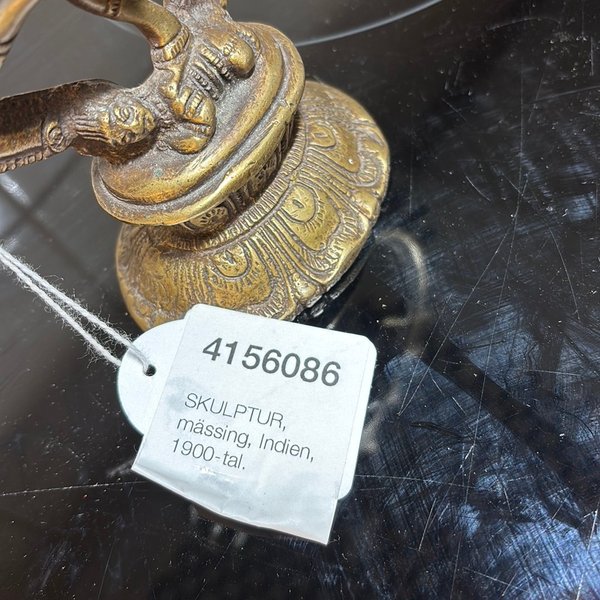 4156086
SKULPTUR,
mässing, Indien,
1900-tal.